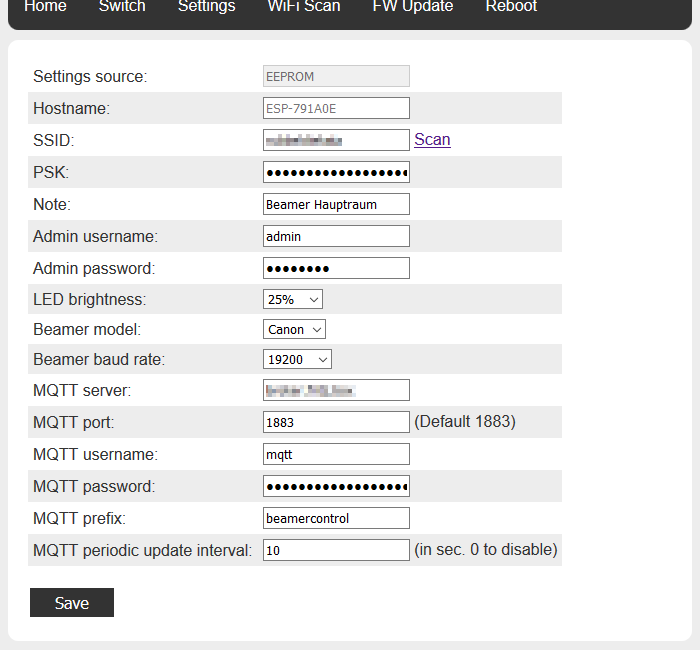 Home Switch Settings WiFi Scan FW Update Reboot
Settings source: EEPROM
Hostname: ESP-791A0E
SSID: Scan
PSK: ••••••••••••••••••
Note: Beamer Hauptraum
Admin username: admin
Admin password: ••••••••
LED brightness: 25%
Beamer model: Canon
Beamer baud rate: 19200
MQTT server:
MQTT port: 1883 (Default 1883)
MQTT username: mqtt
MQTT password: ••••••••••••••••••
MQTT prefix: beamercontrol
MQTT periodic update interval: 10 (in sec. 0 to disable)
Save